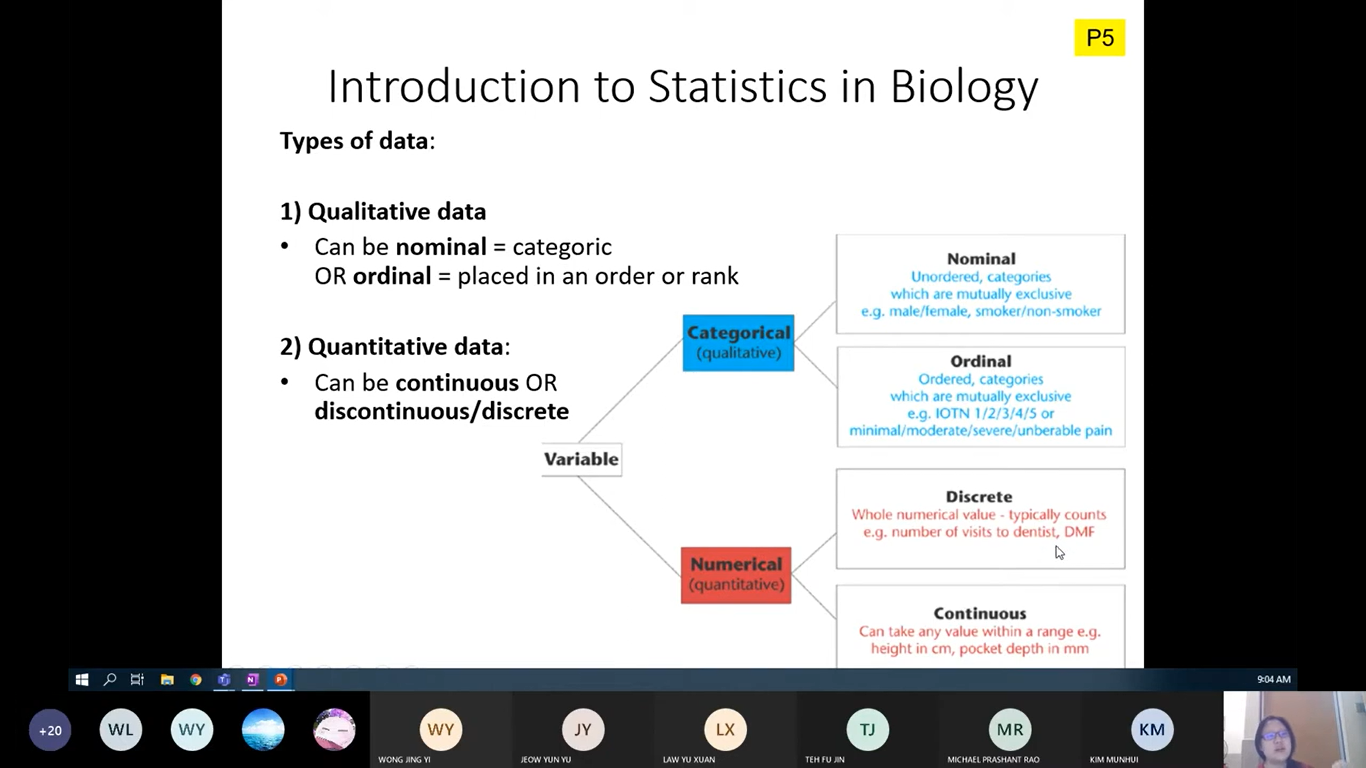 P5
Introduction to Statistics in Biology
Types of data:
1) Qualitative data
• Can be nominal = categoric
OR ordinal = placed in an order or rank
2) Quantitative data:
• Can be continuous OR
discontinuous/discrete
Variable
Categorical
(qualitative)
Numerical
(quantitative)
Nominal
Unordered, categories
which are mutually exclusive
e.g. male/female, smoker/non-smoker
Ordinal
Ordered, categories
which are mutually exclusive
e.g. IOTN 1/2/3/4/5 or
minimal/moderate/severe/unberable pain
Discrete
Whole numerical value - typically counts
e.g. number of visits to dentist, DMF
Continuous
Can take any value within a range e.g.
height in cm, pocket depth in mm
9:04 AM
+20
WL
WY
WY
JY
LX
TJ
MR
KM
WONG JING YI
JEOW YUN YU
LAW YU XUAN
TEH FU JIN
MICHAEL PRASHANT RAO
KIM MUNHUI